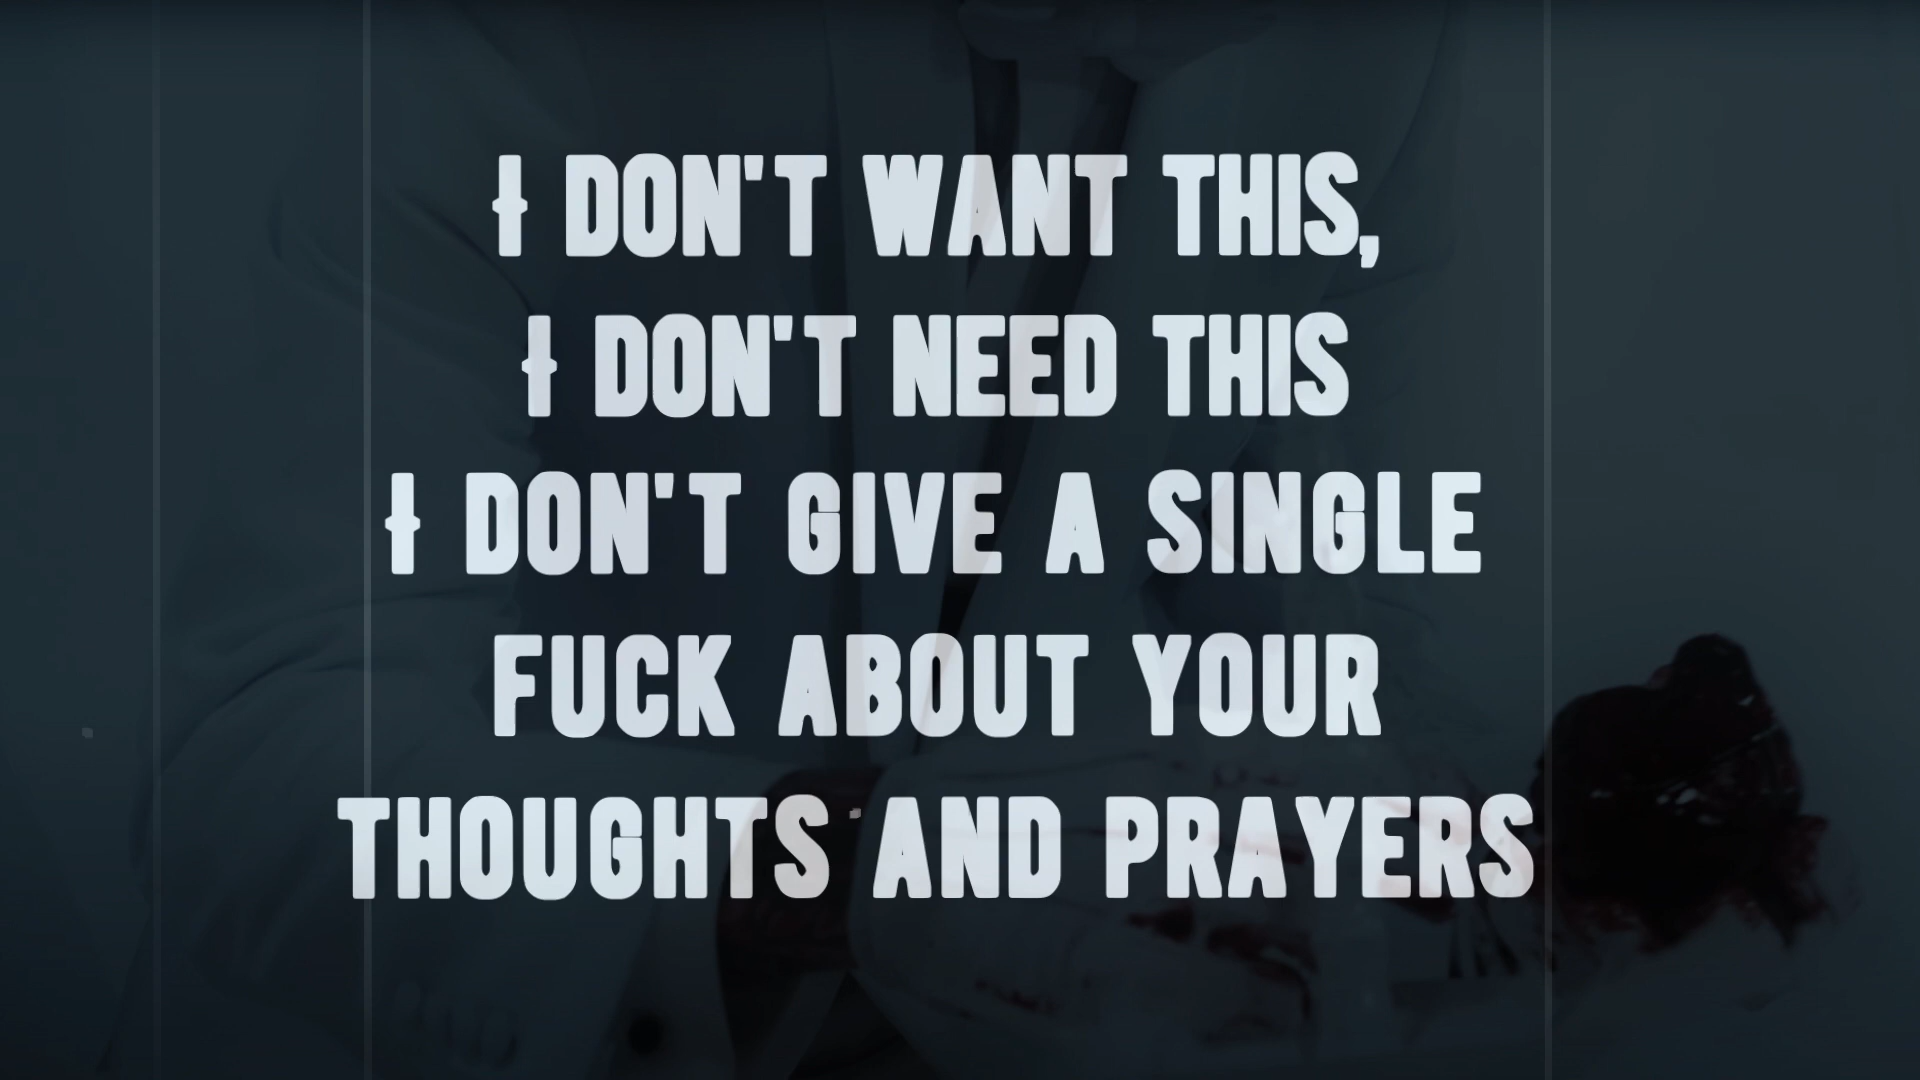 I DON'T WANT THIS,
I DON'T NEED THIS
I DON'T GIVE A SINGLE
FUCK ABOUT YOUR
THOUGHTS AND PRAYERS